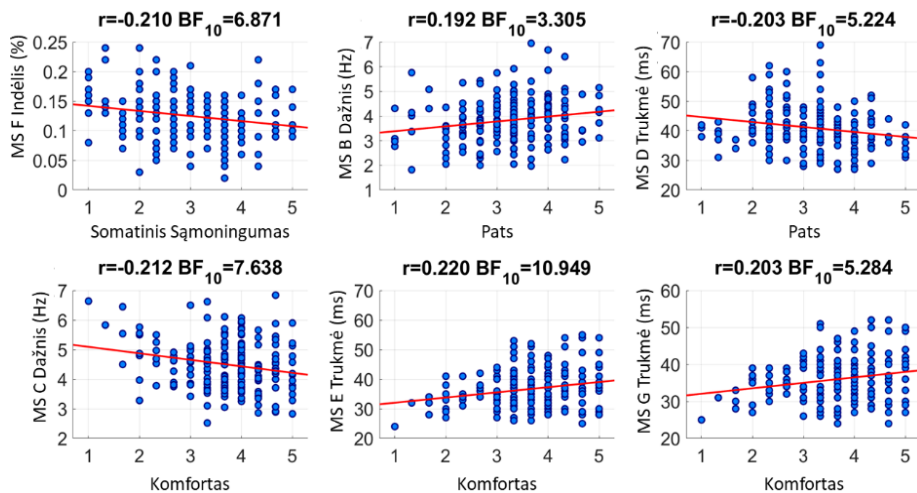 r=-0.210 BF10=6.871
MS F Indėlis (%)
0.25
0.20
0.15
0.10
0.05
0
1 2 3 4 5
Somatinis Sąmoningumas
r=0.192 BF10=3.305
MS B Dažnis (Hz)
7
6
5
4
3
2
1
1 2 3 4 5
Pats
r=-0.203 BF10=5.224
MS D Trukmė (ms)
70
60
50
40
30
20
1 2 3 4 5
Pats
r=-0.212 BF10=7.638
MS C Dažnis (Hz)
7
6
5
4
3
2
1 2 3 4 5
Komfortas
r=0.220 BF10=10.949
MS E Trukmė (ms)
60
50
40
30
20
1 2 3 4 5
Komfortas
r=0.203 BF10=5.284
MS G Trukmė (ms)
60
50
40
30
20
1 2 3 4 5
Komfortas